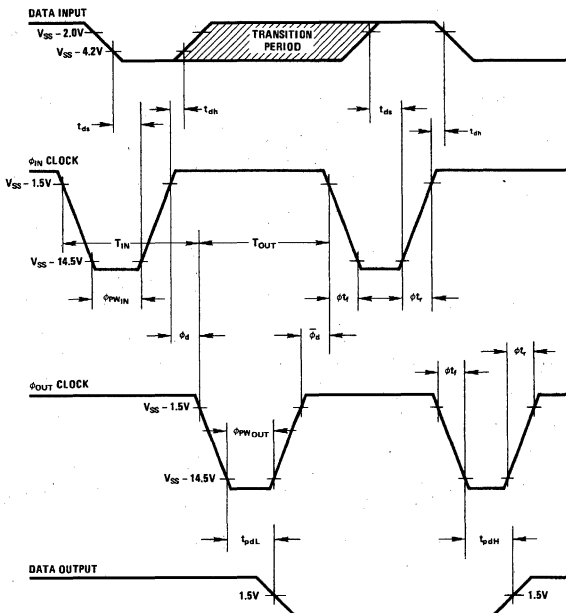 DATA INPUT
VSS – 2.0V
VSS – 4.2V
TRANSITION
PERIOD
tds
tdh
tds
tdh
ϕIN CLOCK
VSS – 1.5V
TIN
TOUT
VSS – 14.5V
ϕPWIN
ϕtf
ϕtr
ϕd
ϕ̅d
ϕtf
ϕtr
ϕOUT CLOCK
VSS – 1.5V
ϕPWOUT
VSS – 14.5V
tpdL
tpdH
DATA OUTPUT
1.5V
1.5V